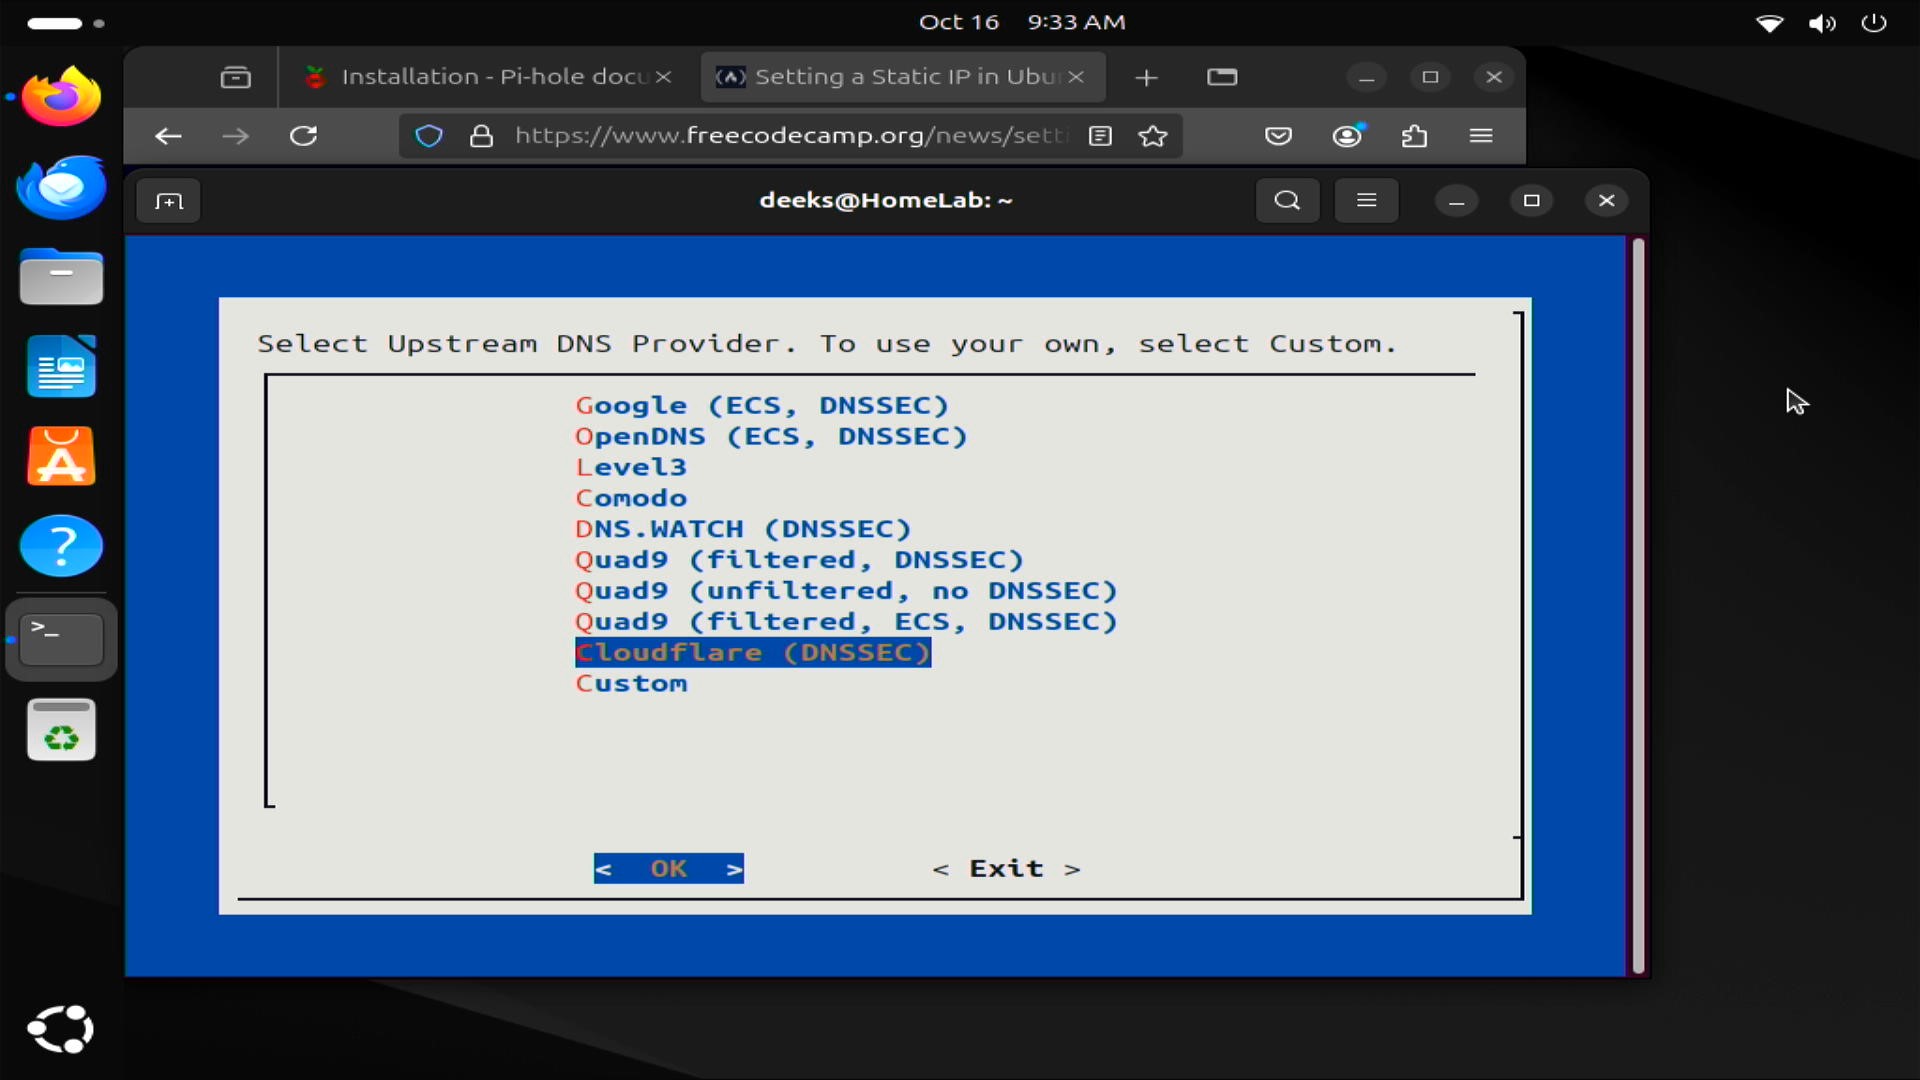 Oct 16 9:33 AM
Installation - Pi-hole docu
Setting a Static IP in Ubu
https://www.freecodecamp.org/news/setti
deeks@HomeLab: ~
Select Upstream DNS Provider. To use your own, select Custom.
Google (ECS, DNSSEC)
OpenDNS (ECS, DNSSEC)
Level3
Comodo
DNS.WATCH (DNSSEC)
Quad9 (filtered, DNSSEC)
Quad9 (unfiltered, no DNSSEC)
Quad9 (filtered, ECS, DNSSEC)
Cloudflare (DNSSEC)
Custom
< OK > < Exit >